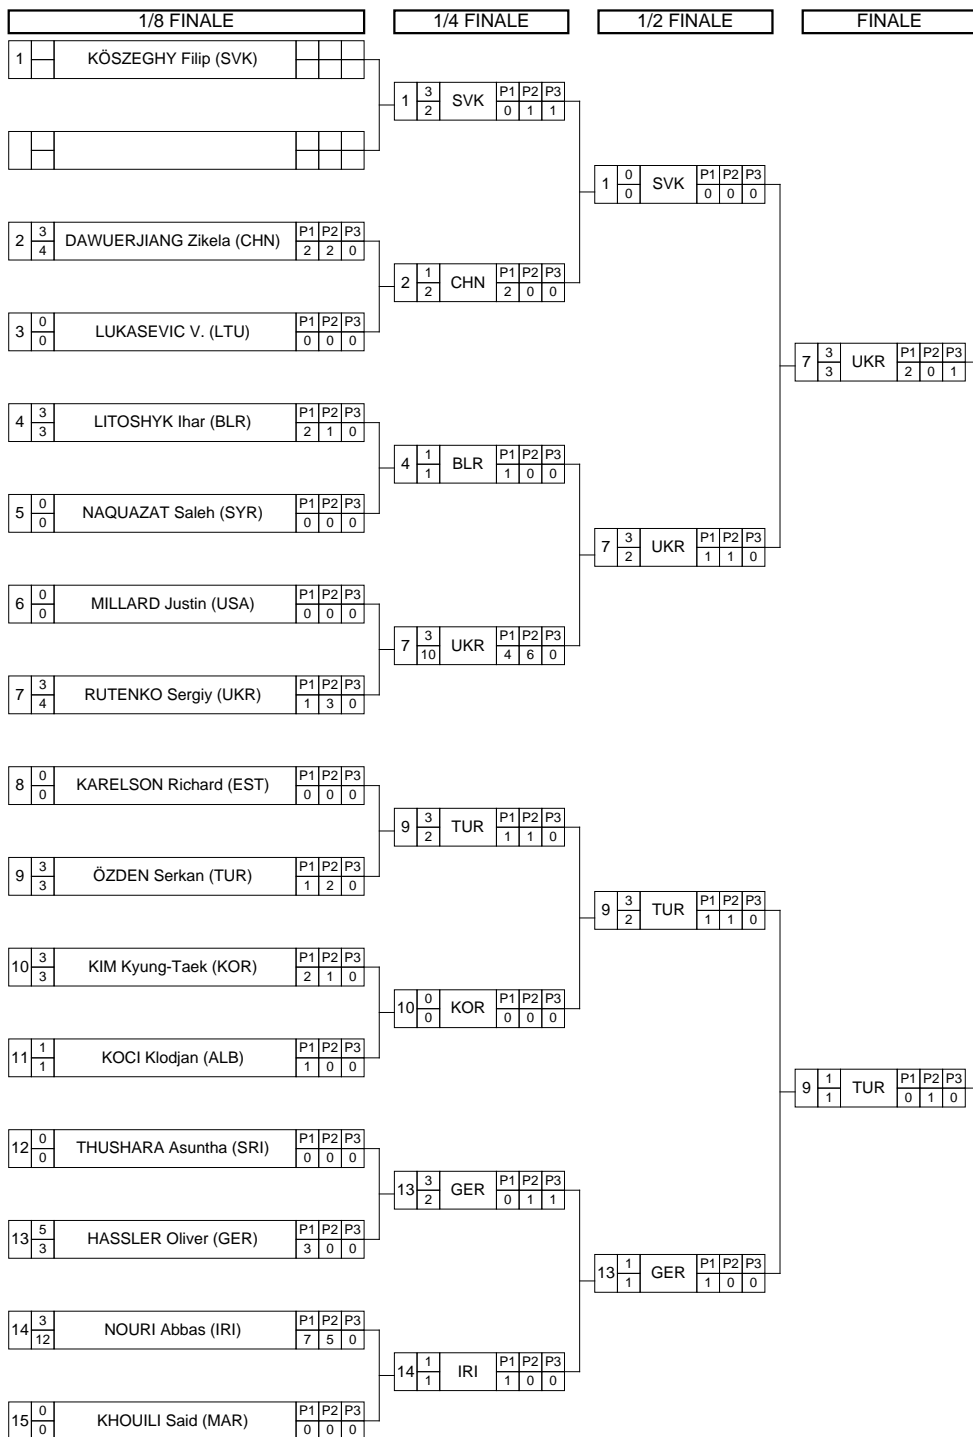 1/8 FINALE 1/4 FINALE 1/2 FINALE FINALE
1 KÖSZEGHY Filip (SVK)
1 3 2 SVK P1 P2 P3 0 1 1
1 0 0 SVK P1 P2 P3 0 0 0
2 3 4 DAWUERJIANG Zikela (CHN) P1 P2 P3 2 2 0
2 1 2 CHN P1 P2 P3 2 0 0
3 0 0 LUKASEVIC V. (LTU) P1 P2 P3 0 0 0
7 3 3 UKR P1 P2 P3 2 0 1
4 3 3 LITOSHYK Ihar (BLR) P1 P2 P3 2 1 0
4 1 1 BLR P1 P2 P3 1 0 0
5 0 0 NAQUAZAT Saleh (SYR) P1 P2 P3 0 0 0
7 3 2 UKR P1 P2 P3 1 1 0
6 0 0 MILLARD Justin (USA) P1 P2 P3 0 0 0
7 3 10 UKR P1 P2 P3 4 6 0
7 3 4 RUTENKO Sergiy (UKR) P1 P2 P3 1 3 0
8 0 0 KARELSON Richard (EST) P1 P2 P3 0 0 0
9 3 2 TUR P1 P2 P3 1 1 0
9 3 3 ÖZDEN Serkan (TUR) P1 P2 P3 1 2 0
9 3 2 TUR P1 P2 P3 1 1 0
10 3 3 KIM Kyung-Taek (KOR) P1 P2 P3 2 1 0
10 0 0 KOR P1 P2 P3 0 0 0
11 1 1 KOCI Klodjan (ALB) P1 P2 P3 1 0 0
9 1 1 TUR P1 P2 P3 0 1 0
12 0 0 THUSHARA Asuntha (SRI) P1 P2 P3 0 0 0
13 3 2 GER P1 P2 P3 0 1 1
13 5 3 HASSLER Oliver (GER) P1 P2 P3 3 0 0
13 1 1 GER P1 P2 P3 1 0 0
14 3 12 NOURI Abbas (IRI) P1 P2 P3 7 5 0
14 1 1 IRI P1 P2 P3 1 0 0
15 0 0 KHOUILI Said (MAR) P1 P2 P3 0 0 0